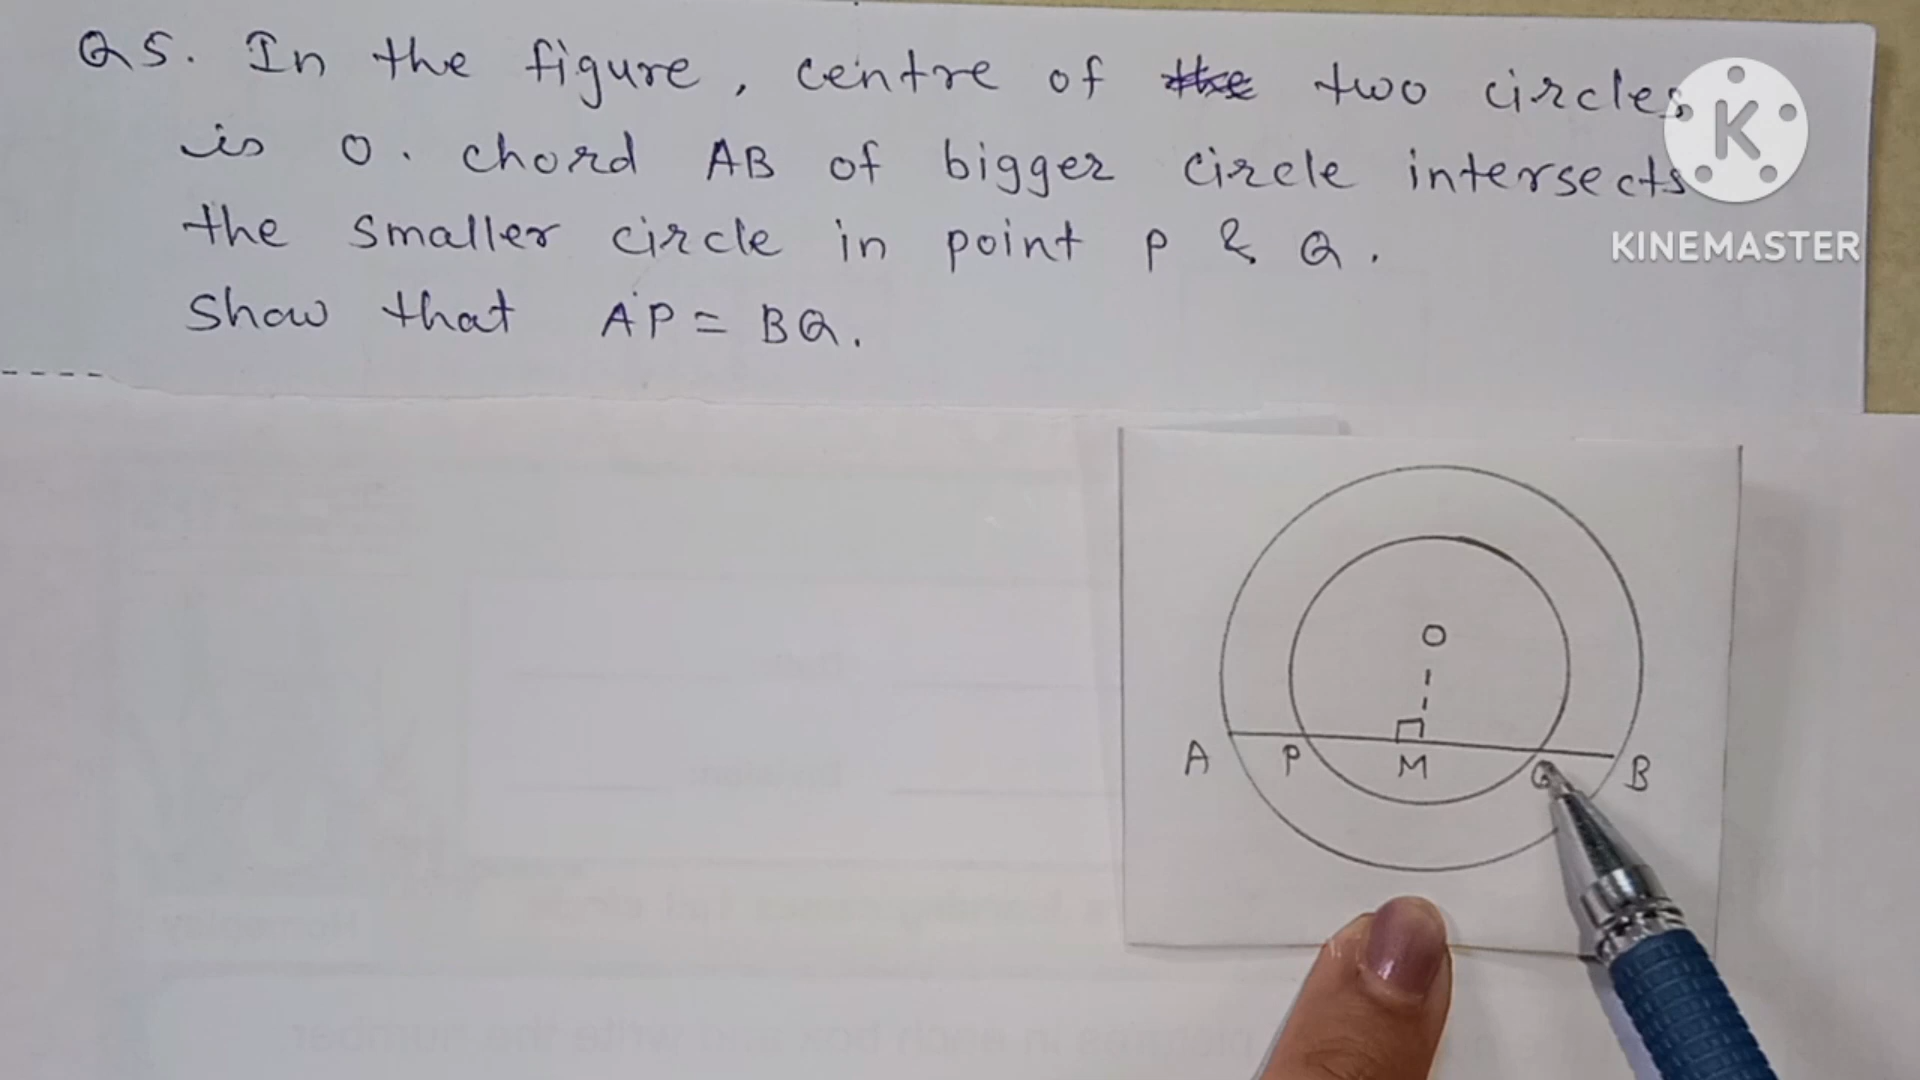 Q5. In the figure, centre of two circles
is O. chord AB of bigger circle intersects
the smaller circle in point P & Q.
Show that AP = BQ.
K
KINEMASTER
O
A P M Q B